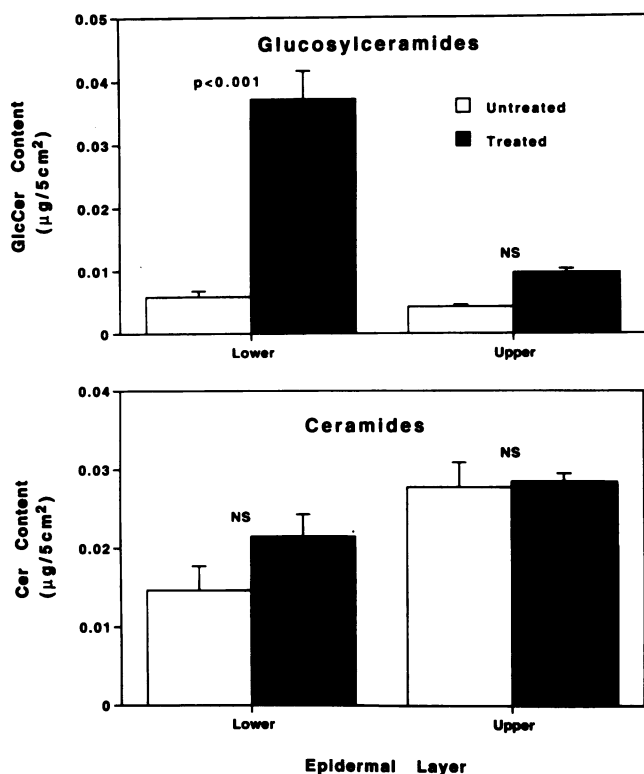 0.05
Glucosylceramides
p<0.001
0.04
Untreated
Treated
0.03
GlcCer Content
(µg/5cm²)
0.02
NS
0.01
0
Lower Upper
0.04
Ceramides
NS
0.03
NS
Cer Content
(µg/5cm²)
0.02
0.01
0
Lower Upper
Epidermal Layer